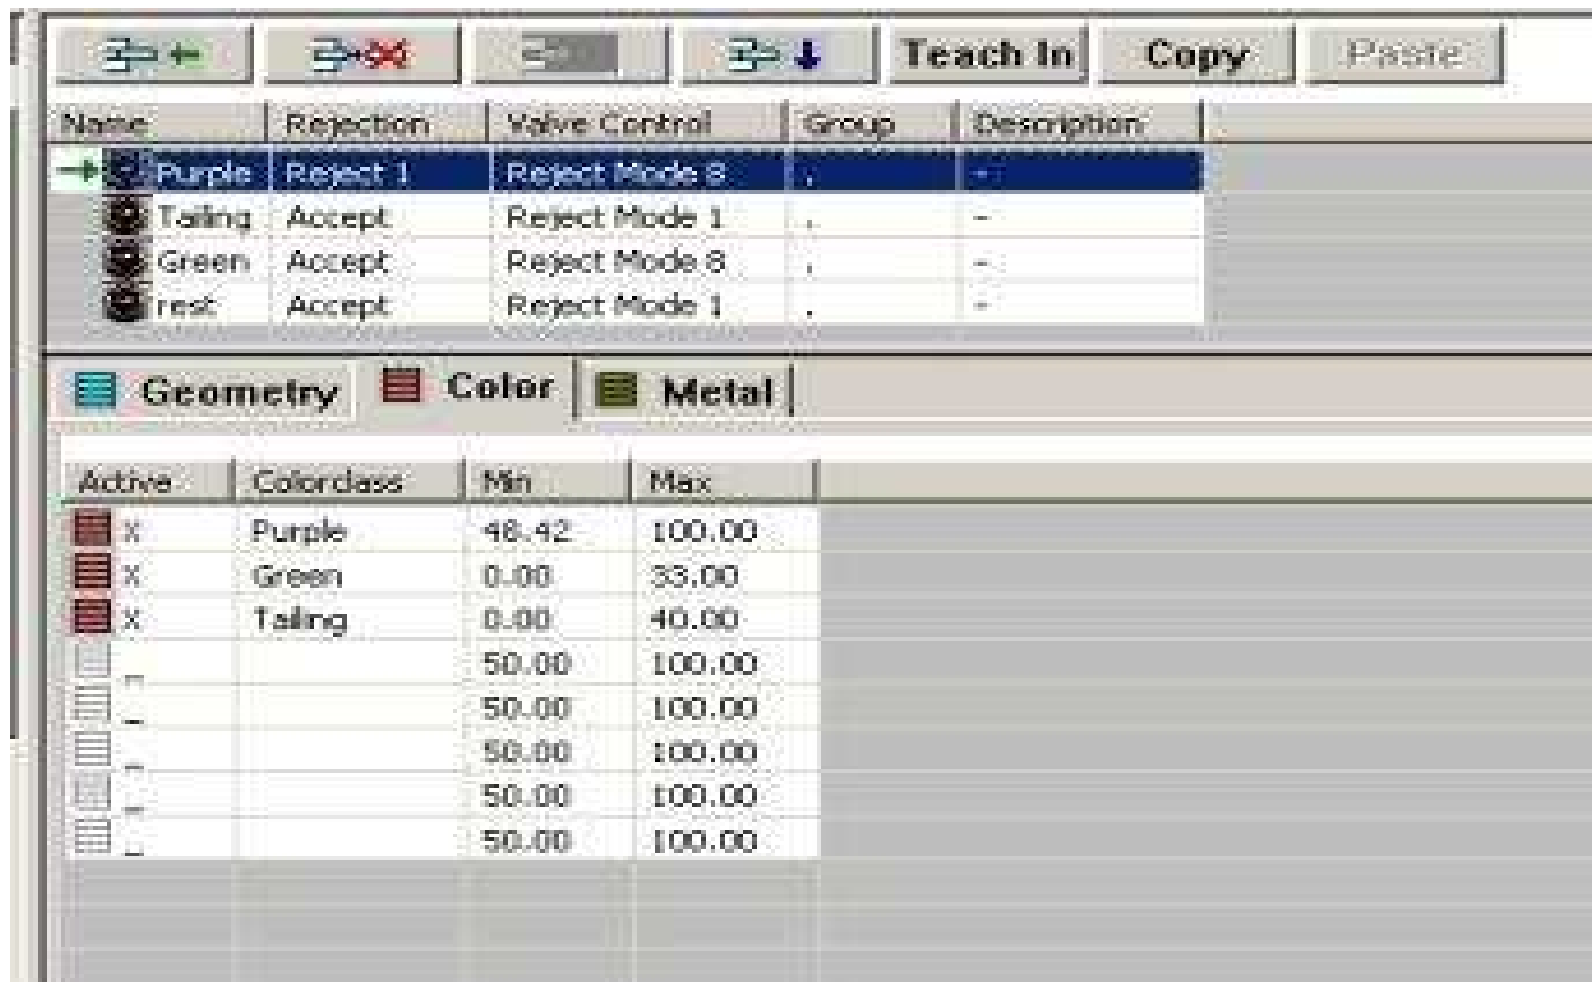 Teach In Copy Paste
Name Rejection Valve Control Group Description
Purple Reject 1 Reject Mode 8 . -
Tailing Accept Reject Mode 1 . -
Green Accept Reject Mode 8 . -
rest Accept Reject Mode 1 . -
Geometry Color Metal
Active Colorclass Min Max
X Purple 48.42 100.00
X Green 0.00 33.00
X Tailing 0.00 40.00
- 50.00 100.00
- 50.00 100.00
- 50.00 100.00
- 50.00 100.00
- 50.00 100.00